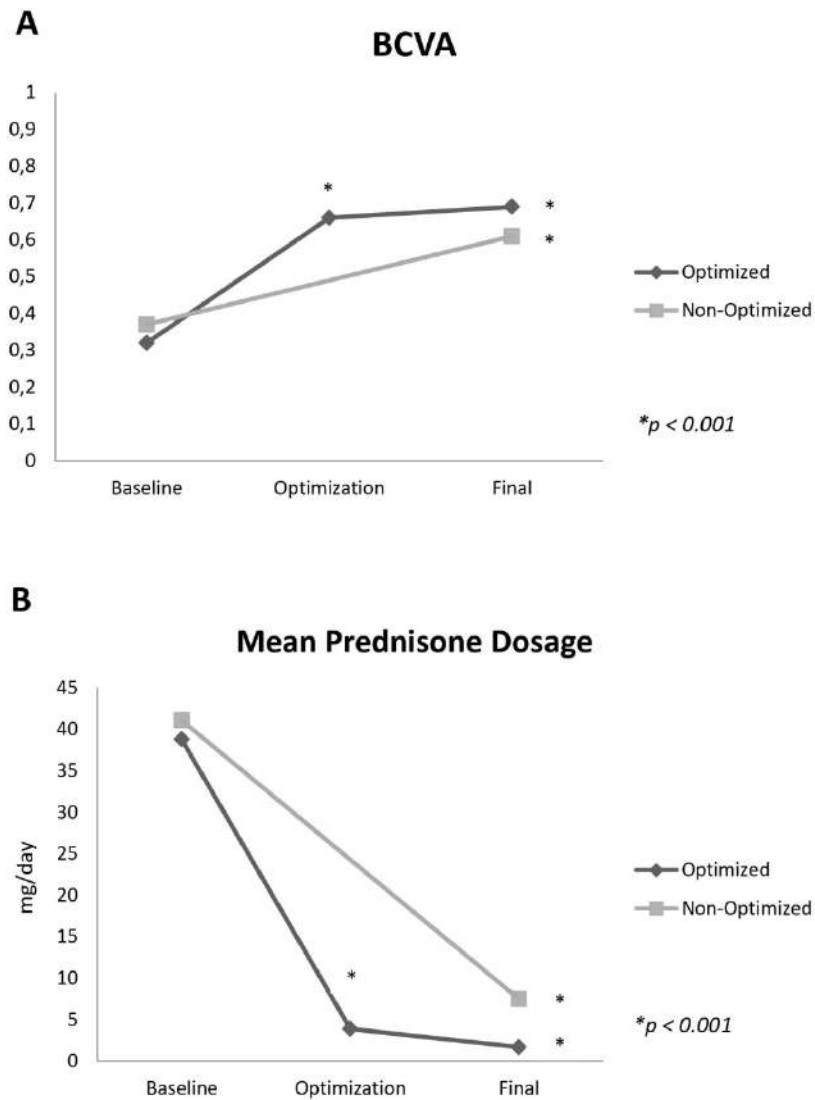 A
BCVA
1
0,9
0,8
0,7
0,6
0,5
0,4
0,3
0,2
0,1
0
*
*
*
Optimized
Non-Optimized
*p < 0.001
Baseline Optimization Final
B
Mean Prednisone Dosage
mg/day
45
40
35
30
25
20
15
10
5
0
*
*
*
Optimized
Non-Optimized
*p < 0.001
Baseline Optimization Final